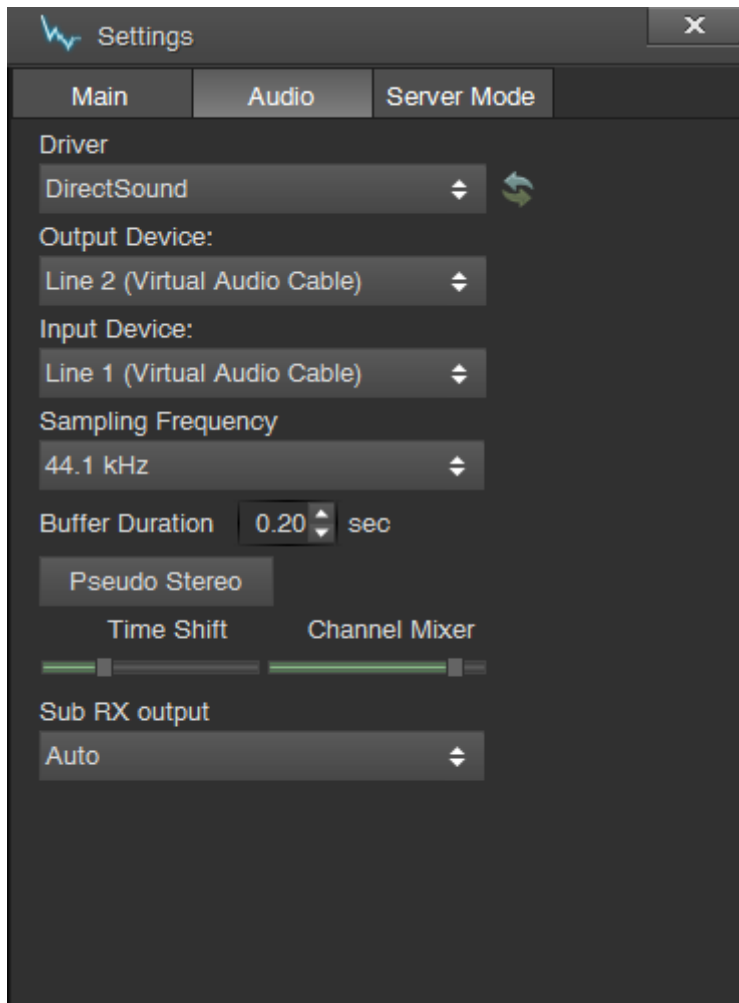 Settings
Main Audio Server Mode
Driver
DirectSound
Output Device:
Line 2 (Virtual Audio Cable)
Input Device:
Line 1 (Virtual Audio Cable)
Sampling Frequency
44.1 kHz
Buffer Duration 0.20 sec
Pseudo Stereo
Time Shift Channel Mixer
Sub RX output
Auto